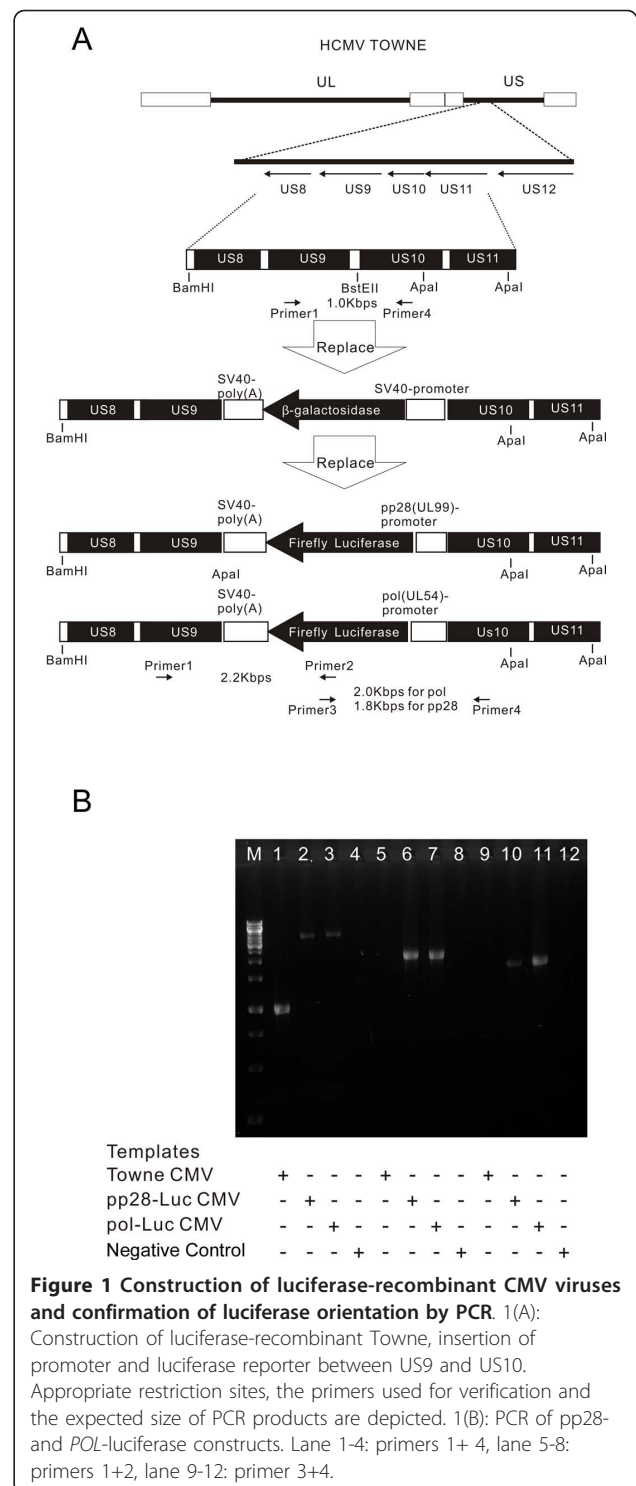 A
HCMV TOWNE
UL US
US8 US9 US10 US11 US12
US8 US9 US10 US11
BamHI BstEII ApaI ApaI
1.0Kbps
Primer1 Primer4
Replace
SV40-
poly(A) SV40-promoter
US8 US9 β-galactosidase US10 US11
BamHI ApaI ApaI
Replace
SV40-
poly(A) pp28(UL99)-
promoter
US8 US9 Firefly Luciferase Us10 US11
BamHI ApaI ApaI ApaI
SV40-
poly(A) pol(UL54)-
promoter
US8 US9 Firefly Luciferase Us10 US11
BamHI ApaI ApaI
Primer1 2.2Kbps Primer2
Primer3 2.0Kbps for pol
1.8Kbps for pp28 Primer4
B
M 1 2 3 4 5 6 7 8 9 10 11 12
Templates
Towne CMV + - - - + - - - + - - -
pp28-Luc CMV - + - - - + - - - + - -
pol-Luc CMV - - + - - - + - - - + -
Negative Control - - - + - - - + - - - +
Figure 1 Construction of luciferase-recombinant CMV viruses
and confirmation of luciferase orientation by PCR. 1(A):
Construction of luciferase-recombinant Towne, insertion of
promoter and luciferase reporter between US9 and US10.
Appropriate restriction sites, the primers used for verification and
the expected size of PCR products are depicted. 1(B): PCR of pp28-
and POL-luciferase constructs. Lane 1-4: primers 1+ 4, lane 5-8:
primers 1+2, lane 9-12: primer 3+4.